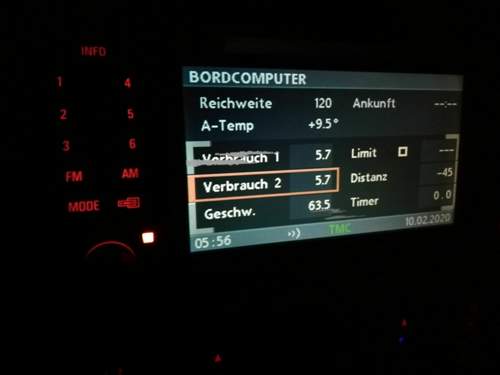 INFO
1 4
2 5
3 6
FM AM
MODE
BORDCOMPUTER
Reichweite 120 Ankunft --:--
A-Temp +9.5°
Verbrauch 1 5.7 Limit ---
Verbrauch 2 5.7 Distanz -45
Geschw. 63.5 Timer 0.0
05:56 TMC 10.02.2020